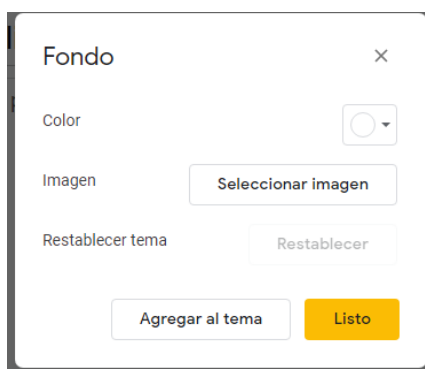 Fondo
Color
Imagen
Seleccionar imagen
Restablecer tema
Restablecer
Agregar al tema
Listo